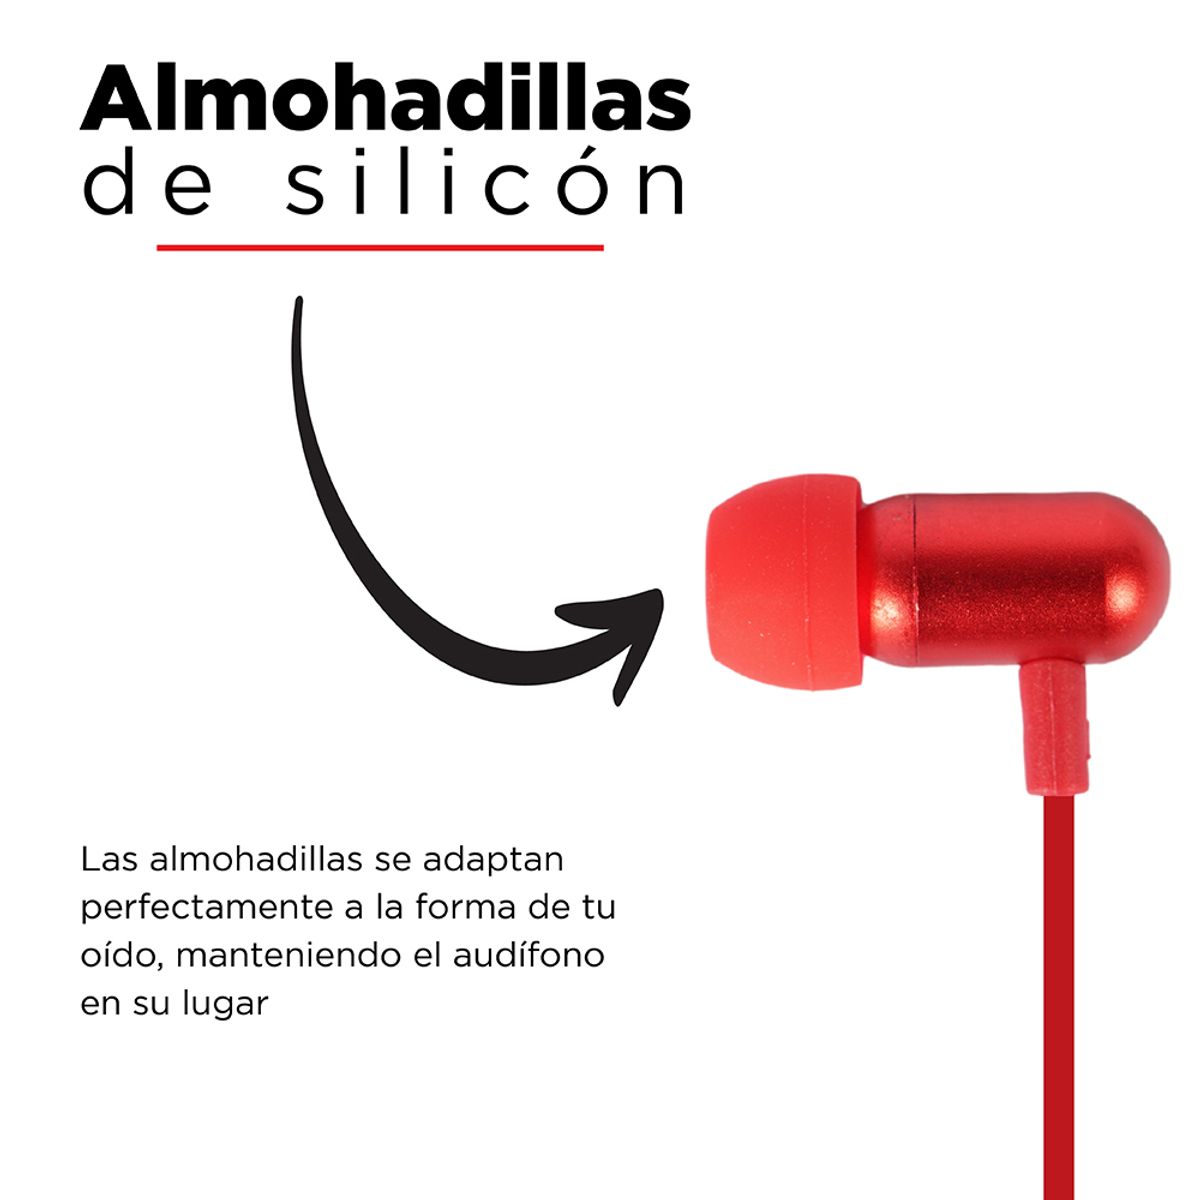 Almohadillas
de silicón
Las almohadillas se adaptan
perfectamente a la forma de tu
oído, manteniendo el audífono
en su lugar